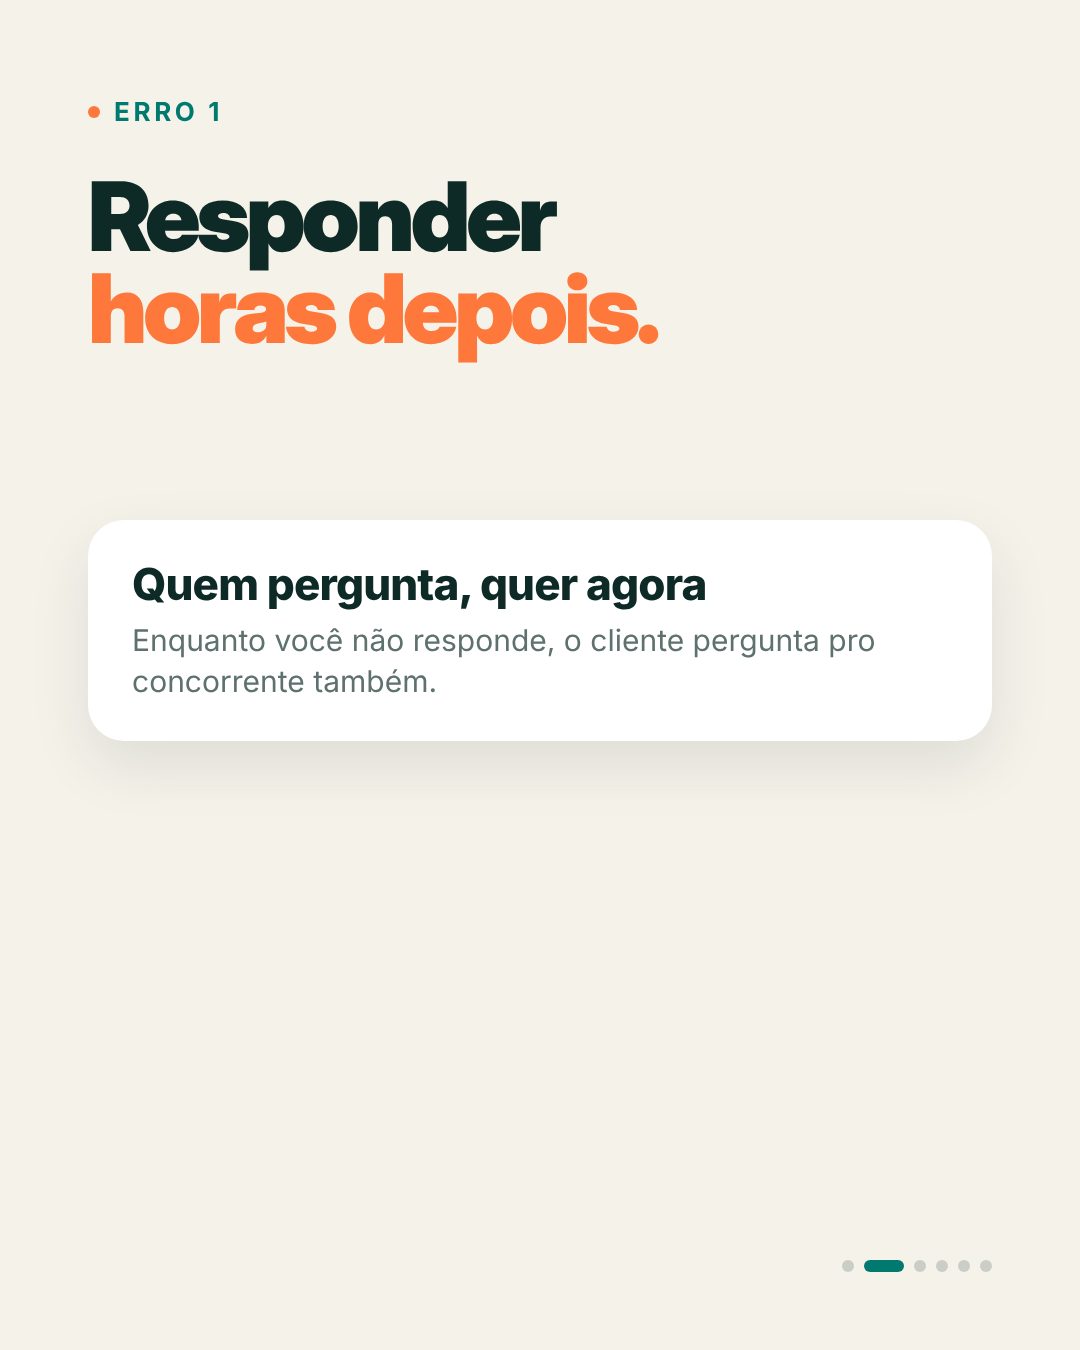 ERRO 1
Responder
horas depois.
Quem pergunta, quer agora
Enquanto você não responde, o cliente pergunta pro
concorrente também.